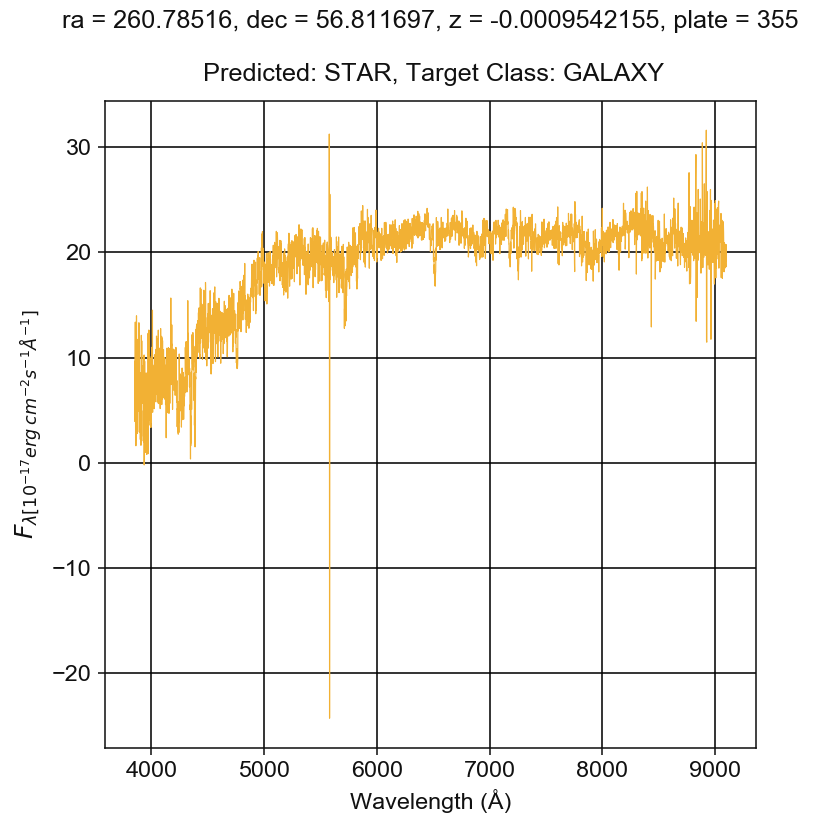 ra = 260.78516, dec = 56.811697, z = -0.0009542155, plate = 355
Predicted: STAR, Target Class: GALAXY
30
20
10
0
−10
−20
F_{λ[10^{−17} erg cm^{−2} s^{−1} Å^{−1}]}
4000 5000 6000 7000 8000 9000
Wavelength (Å)